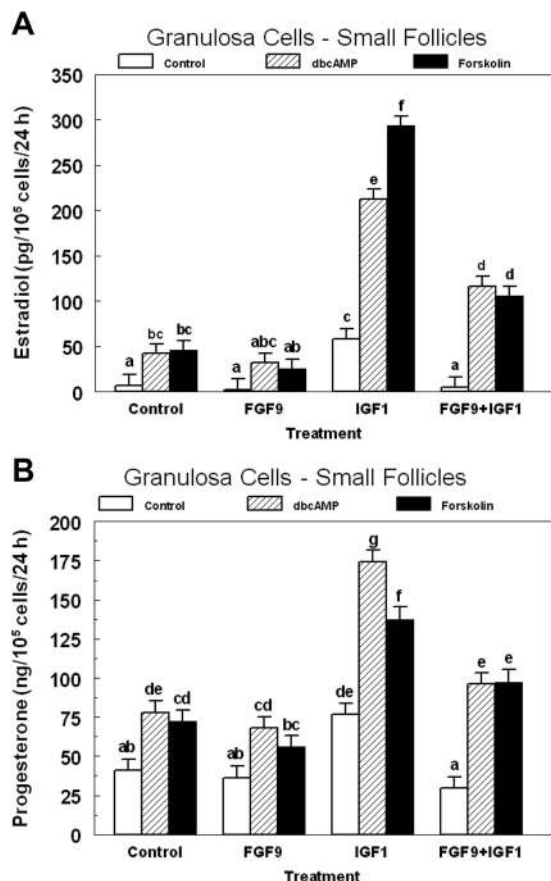 A
Granulosa Cells - Small Follicles
Control dbcAMP Forskolin
Estradiol (pg/10⁵ cells/24 h)
350
300
250
200
150
100
50
0
a bc bc
a abc ab
c e f
a d d
Control FGF9 IGF1 FGF9+IGF1
Treatment
B
Granulosa Cells - Small Follicles
Control dbcAMP Forskolin
Progesterone (ng/10⁵ cells/24 h)
200
175
150
125
100
75
50
25
0
ab de cd
ab cd bc
de g f
a e e
Control FGF9 IGF1 FGF9+IGF1
Treatment